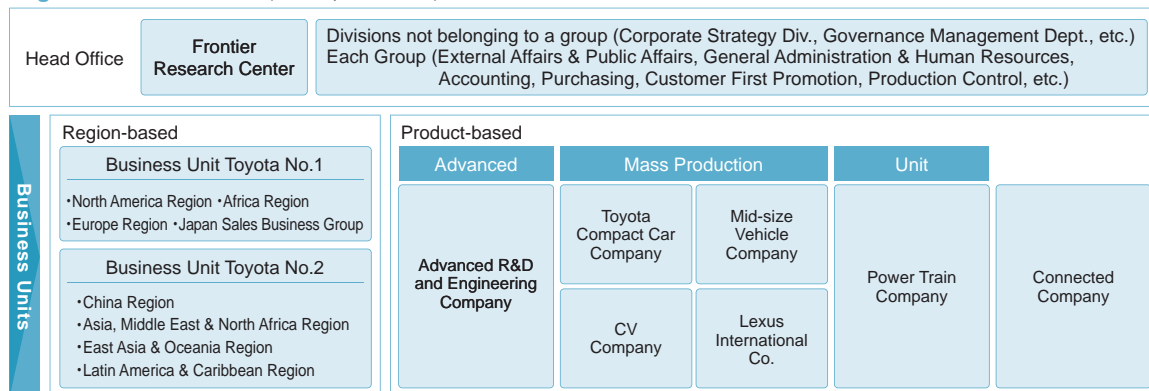 Head Office
Frontier
Research Center
Divisions not belonging to a group (Corporate Strategy Div., Governance Management Dept., etc.)
Each Group (External Affairs & Public Affairs, General Administration & Human Resources,
Accounting, Purchasing, Customer First Promotion, Production Control, etc.)
Business Units
Region-based
Business Unit Toyota No.1
・North America Region ・Africa Region
・Europe Region ・Japan Sales Business Group
Business Unit Toyota No.2
・China Region
・Asia, Middle East & North Africa Region
・East Asia & Oceania Region
・Latin America & Caribbean Region
Product-based
Advanced
Mass Production
Unit
Advanced R&D
and Engineering
Company
Toyota
Compact Car
Company
Mid-size
Vehicle
Company
CV
Company
Lexus
International
Co.
Power Train
Company
Connected
Company